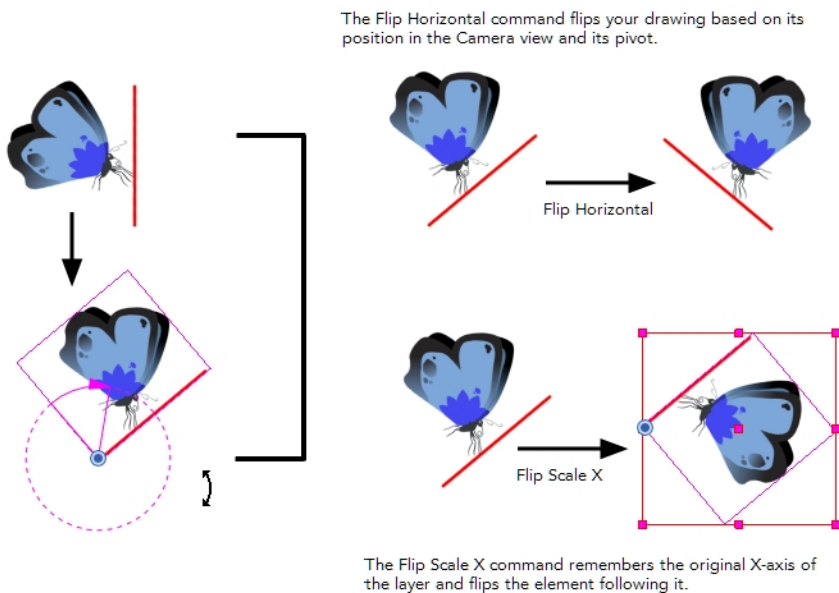 The Flip Horizontal command flips your drawing based on its
position in the Camera view and its pivot.
Flip Horizontal
Flip Scale X
The Flip Scale X command remembers the original X-axis of
the layer and flips the element following it.